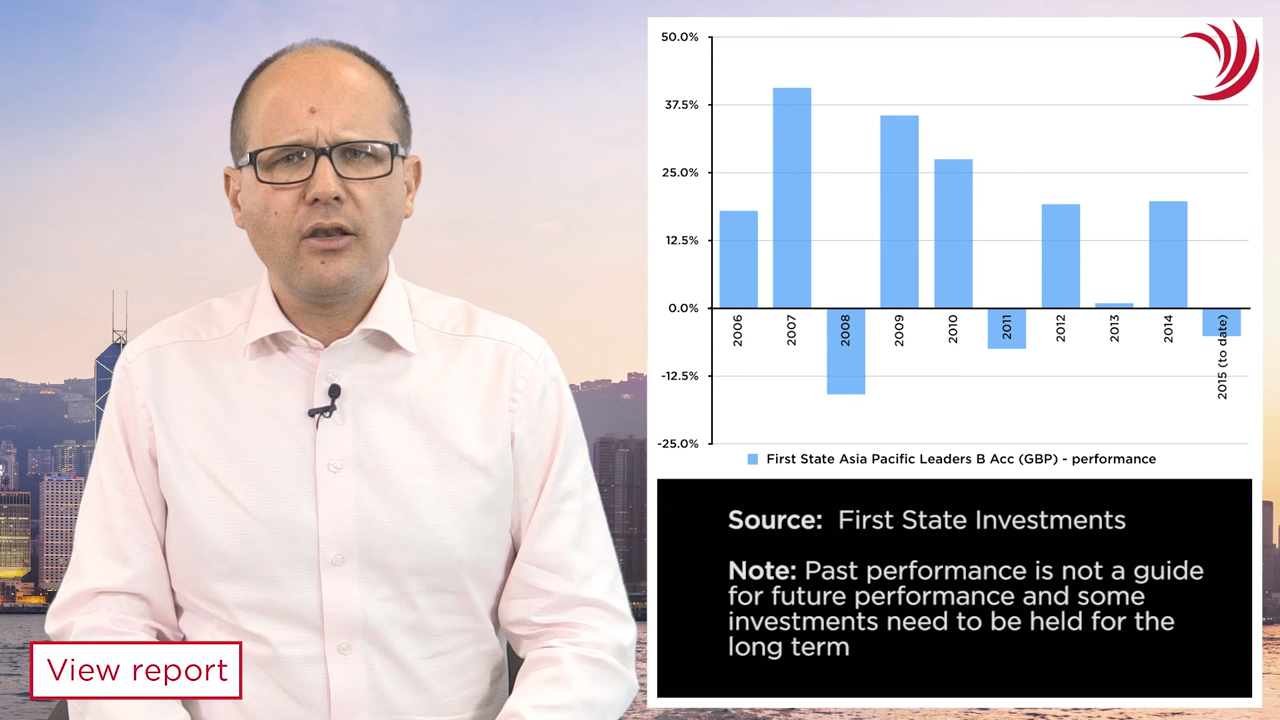 50.0%
37.5%
25.0%
12.5%
0.0%
-12.5%
-25.0%
2006
2007
2008
2009
2010
2011
2012
2013
2014
2015 (to date)
First State Asia Pacific Leaders B Acc (GBP) - performance
Source: First State Investments
Note: Past performance is not a guide
for future performance and some
investments need to be held for the
long term
View report